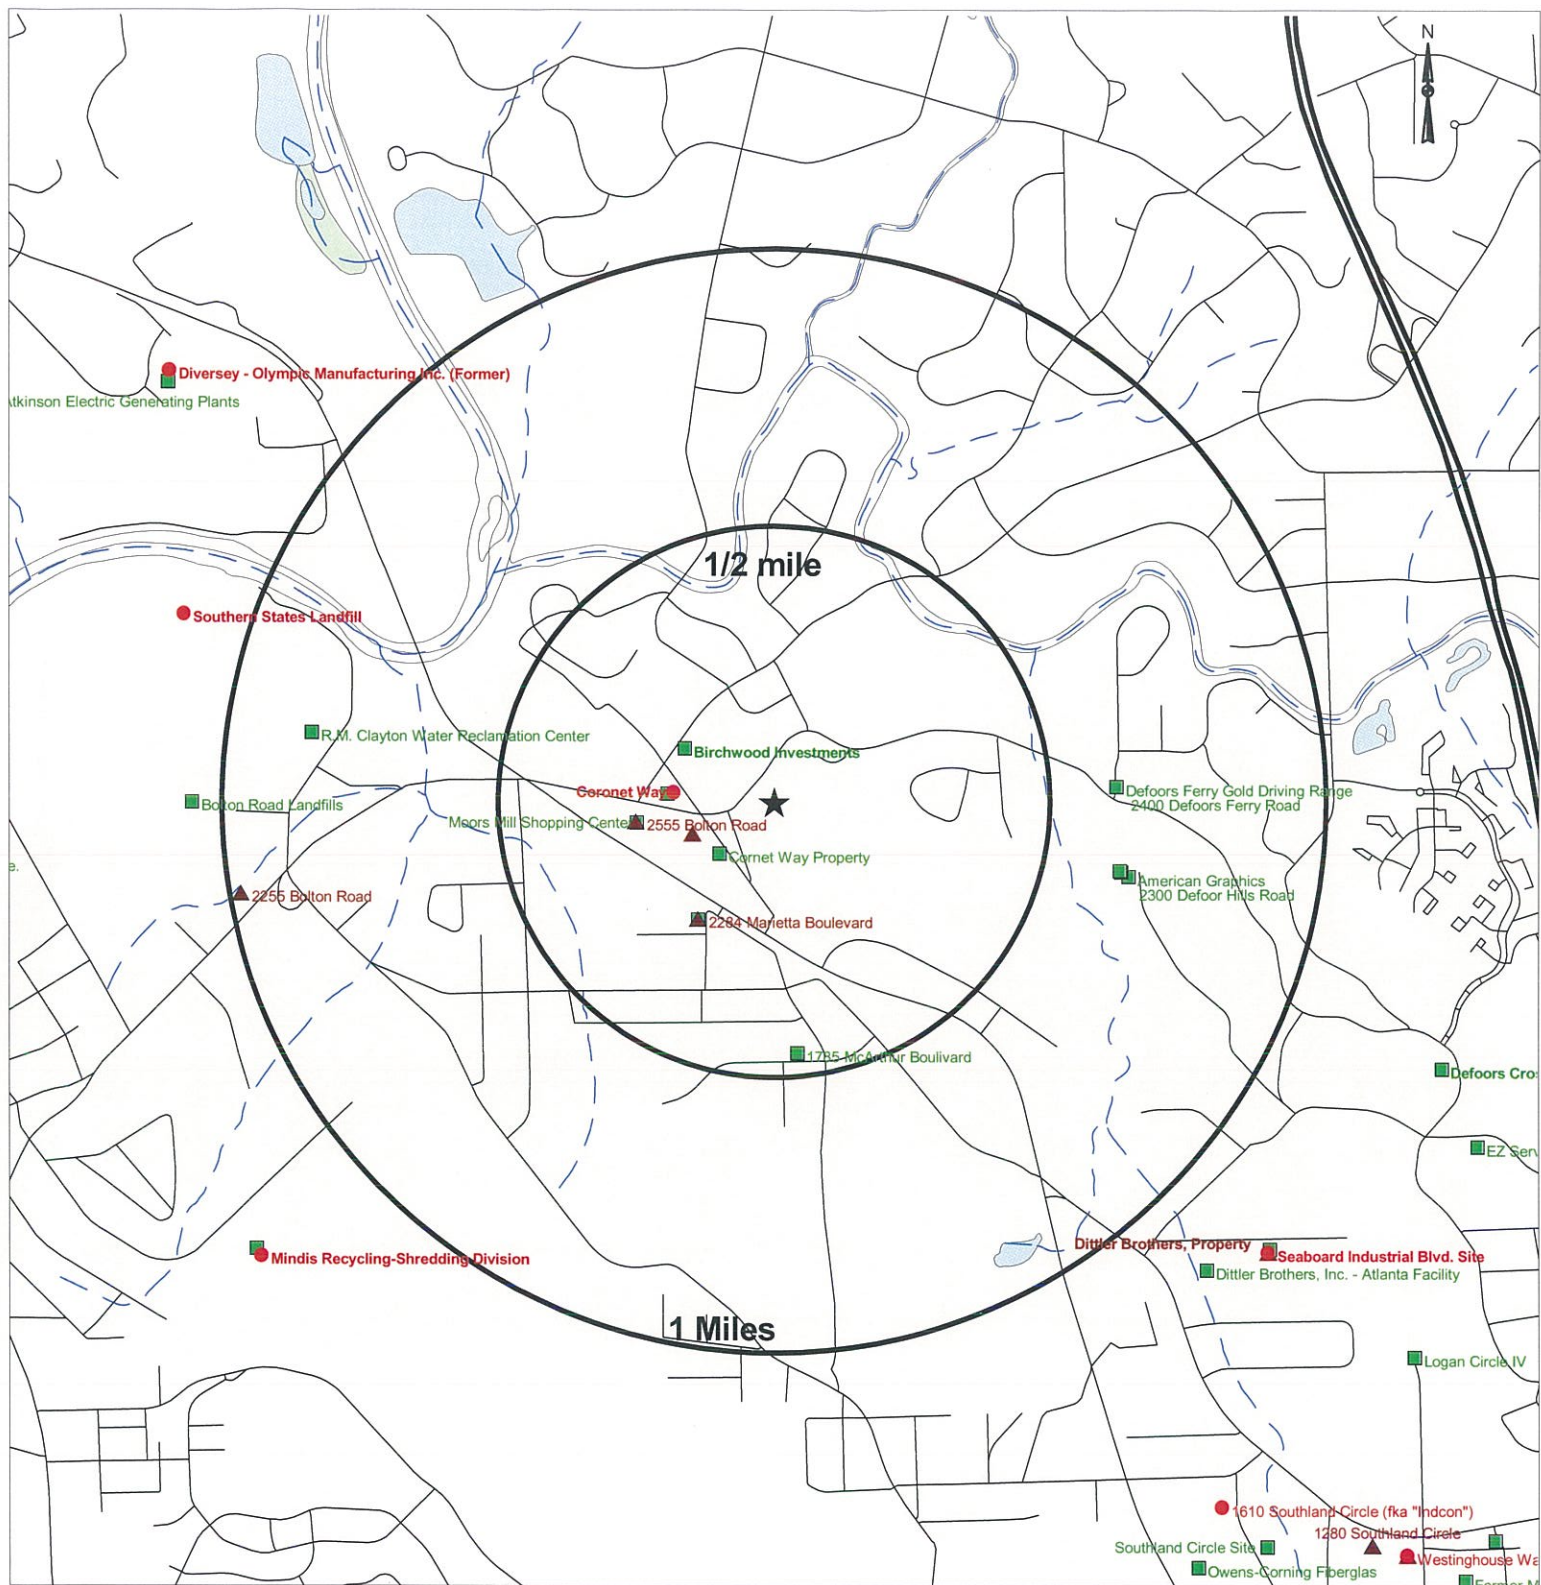 N
Diversey - Olympic Manufacturing Inc. (Former)
Atkinson Electric Generating Plants
1/2 mile
Southern States Landfill
R.M. Clayton Water Reclamation Center
Birchwood Investments
Coronet Way
Defoors Ferry Gold Driving Range
2400 Defoors Ferry Road
Bolton Road Landfills
Moors Mill Shopping Center
2555 Bolton Road
Cornet Way Property
e.
American Graphics
2300 Defoor Hills Road
2255 Bolton Road
2284 Marietta Boulevard
1785 McArthur Boulivard
Defoors Cros
EZ Serv
Dittler Brothers, Property
Seaboard Industrial Blvd. Site
Mindis Recycling-Shredding Division
Dittler Brothers, Inc. - Atlanta Facility
1 Miles
Logan Circle IV
1610 Southland Circle (fka "Indcon")
1280 Southland Circle
Southland Circle Site
Westinghouse Wa
Owens-Corning Fiberglas
Former M